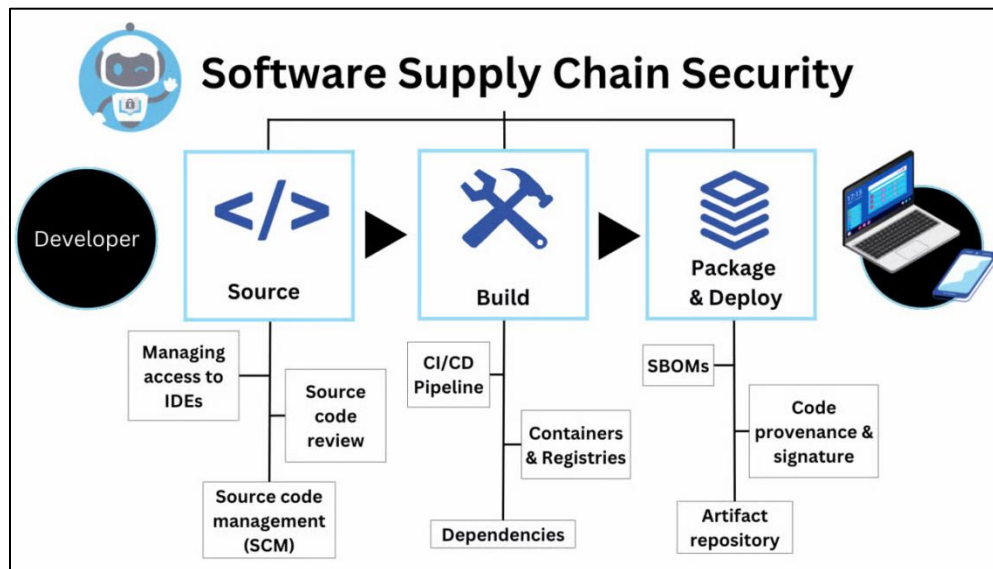 Software Supply Chain Security
Developer
</>
Source
Build
Package
& Deploy
Managing
access to
IDEs
Source
code
review
Source code
management
(SCM)
CI/CD
Pipeline
Containers
& Registries
Dependencies
SBOMs
Code
provenance &
signature
Artifact
repository